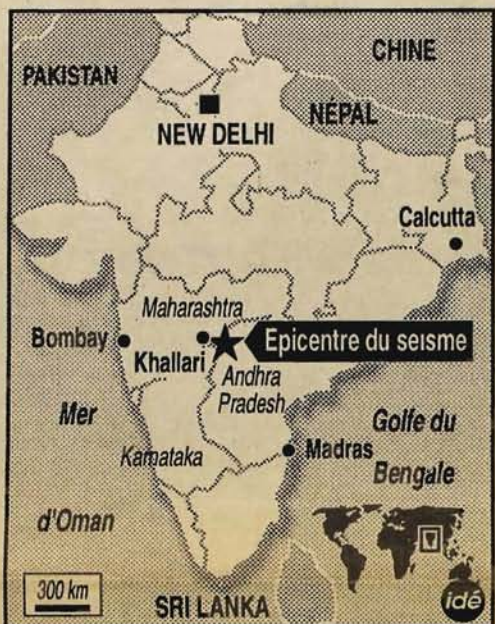 CHINE
PAKISTAN
NÉPAL
NEW DELHI
Calcutta
Maharashtra
Bombay
Khallari
Epicentre du seisme
Andhra
Pradesh
Mer
Golfe du
Karnataka
Madras
Bengale
d'Oman
300 km
SRI LANKA
idé